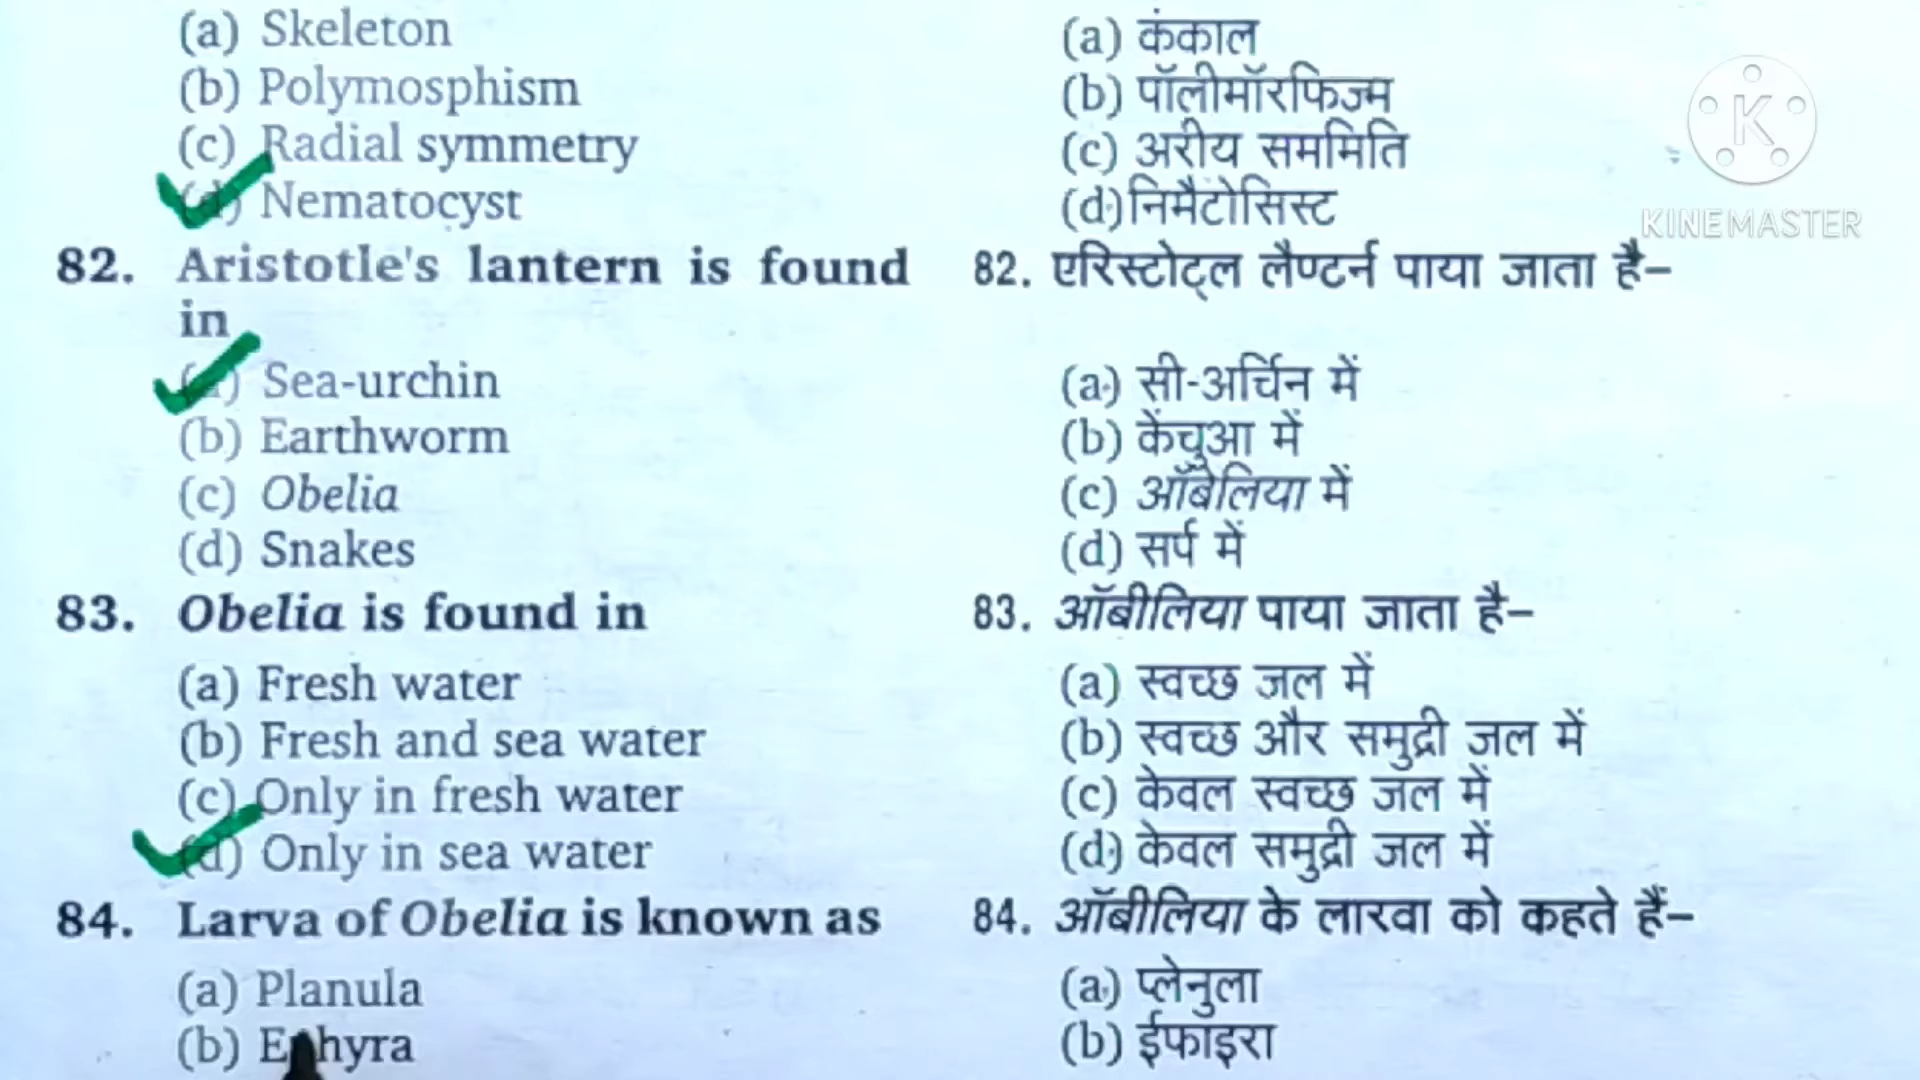 (a) Skeleton
(b) Polymosphism
(c) Radial symmetry
(d) Nematocyst
82. Aristotle's lantern is found
in
(a) Sea-urchin
(b) Earthworm
(c) Obelia
(d) Snakes
83. Obelia is found in
(a) Fresh water
(b) Fresh and sea water
(c) Only in fresh water
(d) Only in sea water
84. Larva of Obelia is known as
(a) Planula
(b) Ephyra
(a) कंकाल
(b) पॉलीमॉरफिज्म
(c) अरीय सममिति
(d) निमैटोसिस्ट
82. एरिस्टोट्ल लैण्टर्न पाया जाता है–
(a) सी-अर्चिन में
(b) केंचुआ में
(c) ऑबेलिया में
(d) सर्प में
83. ऑबीलिया पाया जाता है–
(a) स्वच्छ जल में
(b) स्वच्छ और समुद्री जल में
(c) केवल स्वच्छ जल में
(d) केवल समुद्री जल में
84. ऑबीलिया के लारवा को कहते हैं–
(a) प्लेनुला
(b) ईफाइरा
K
KINEMASTER